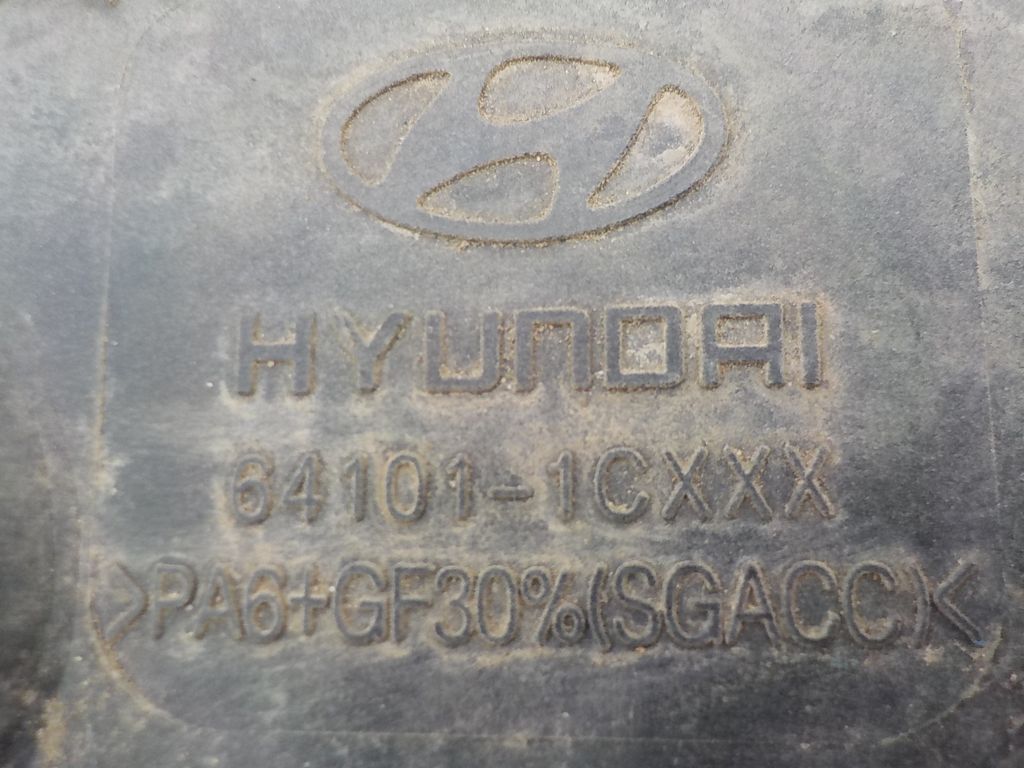 HYUNDAI
64101-1CXXX
>PA6+GF30%(SGACC)<